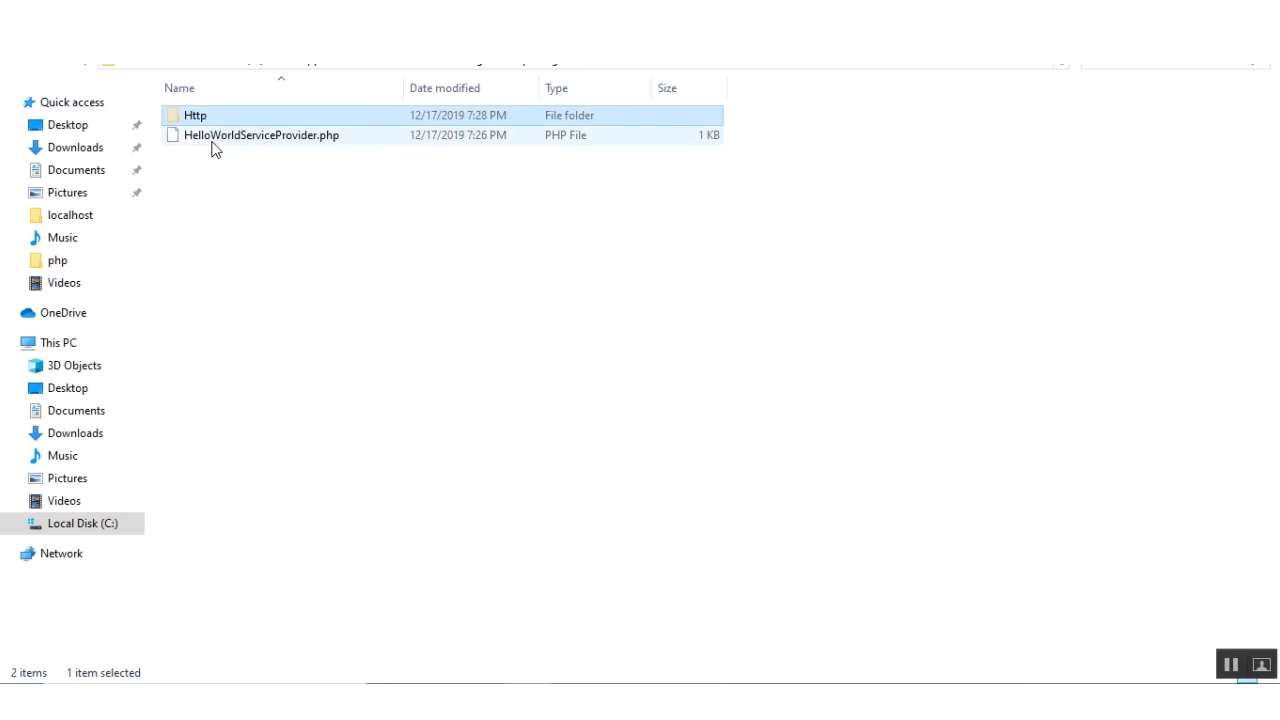 Name Date modified Type Size
Quick access
Http 12/17/2019 7:28 PM File folder
Desktop
HelloWorldServiceProvider.php 12/17/2019 7:26 PM PHP File 1 KB
Downloads
Documents
Pictures
localhost
Music
php
Videos
OneDrive
This PC
3D Objects
Desktop
Documents
Downloads
Music
Pictures
Videos
Local Disk (C:)
Network
2 items 1 item selected